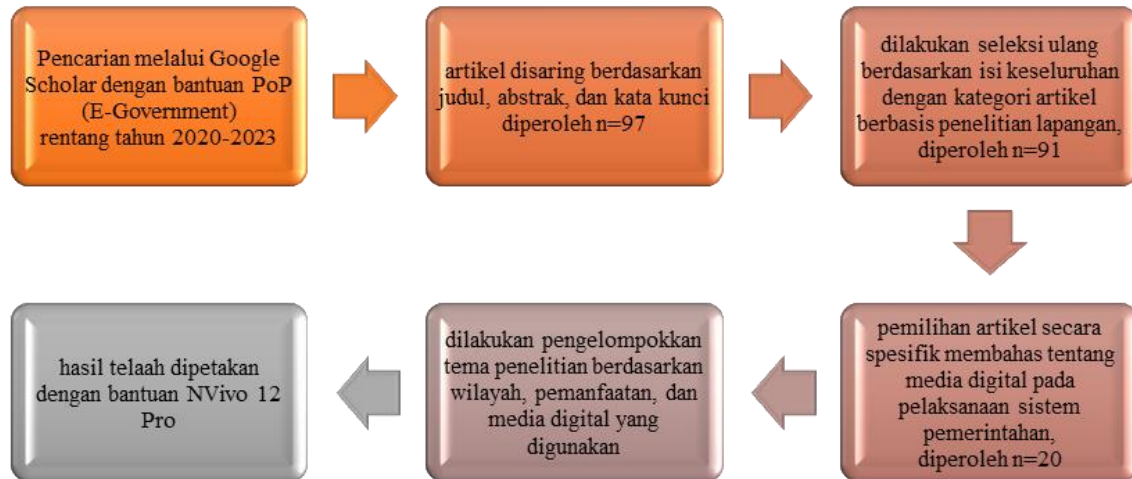 Pencarian melalui Google
Scholar dengan bantuan PoP
(E-Government)
rentang tahun 2020-2023
artikel disaring berdasarkan
judul, abstrak, dan kata kunci
diperoleh n=97
dilakukan seleksi ulang
berdasarkan isi keseluruhan
dengan kategori artikel
berbasis penelitian lapangan,
diperoleh n=91
pemilihan artikel secara
spesifik membahas tentang
media digital pada
pelaksanaan sistem
pemerintahan,
diperoleh n=20
dilakukan pengelompokkan
tema penelitian berdasarkan
wilayah, pemanfaatan, dan
media digital yang
digunakan
hasil telaah dipetakan
dengan bantuan NVivo 12
Pro